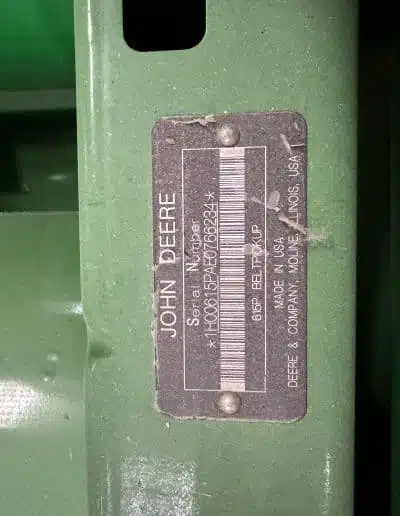 JOHN DEERE
Serial Number
*1H00615PAE0766234*
615P BELTPICKUP
MADE IN USA
DEERE & COMPANY, MOLINE, ILLINOIS, USA